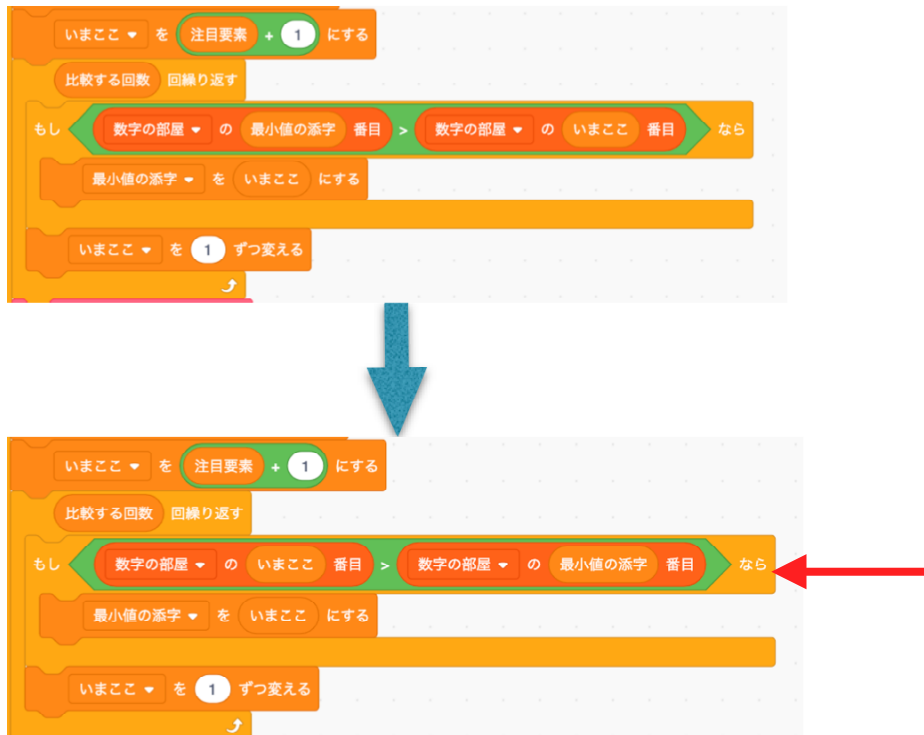 いまここ を 注目要素 + 1 にする
比較する回数 回繰り返す
もし 数字の部屋 の 最小値の添字 番目 > 数字の部屋 の いまここ 番目 なら
最小値の添字 を いまここ にする
いまここ を 1 ずつ変える
いまここ を 注目要素 + 1 にする
比較する回数 回繰り返す
もし 数字の部屋 の いまここ 番目 > 数字の部屋 の 最小値の添字 番目 なら
最小値の添字 を いまここ にする
いまここ を 1 ずつ変える